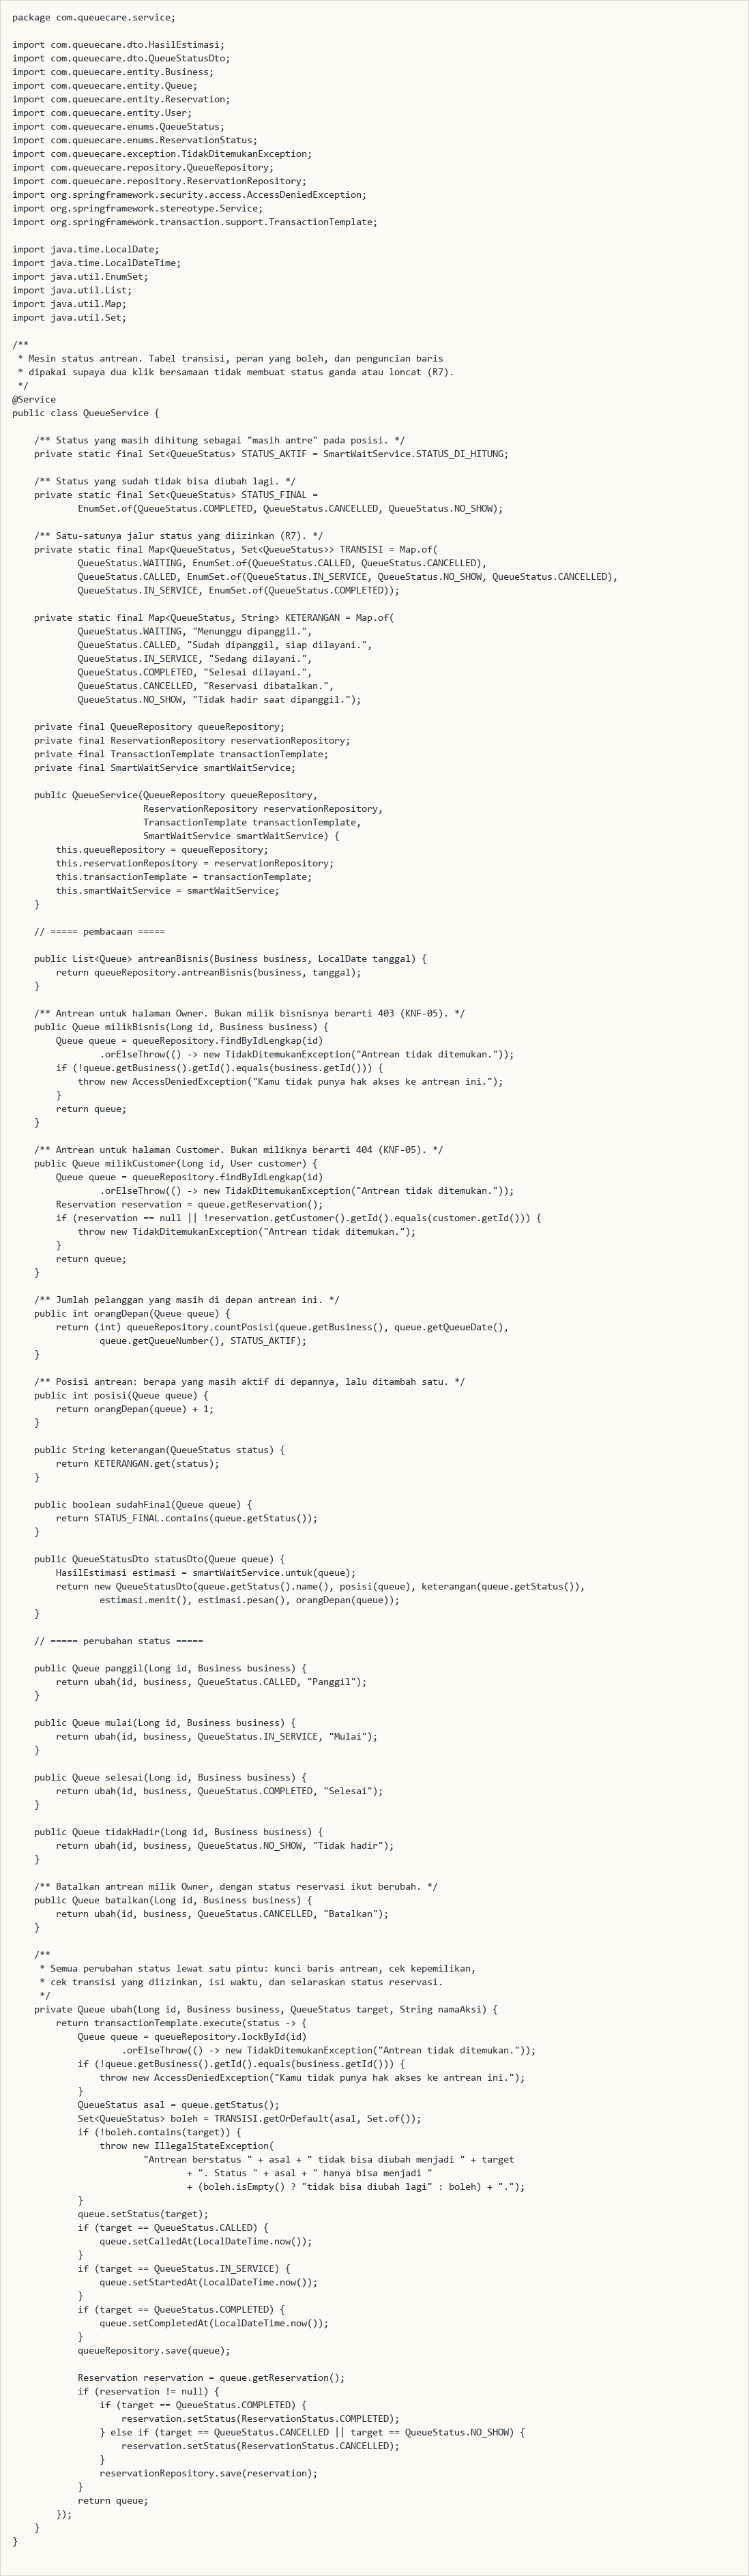 package com.queuecare.service;

import com.queuecare.dto.HasilEstimasi;
import com.queuecare.dto.QueueStatusDto;
import com.queuecare.entity.Business;
import com.queuecare.entity.Queue;
import com.queuecare.entity.Reservation;
import com.queuecare.entity.User;
import com.queuecare.enums.QueueStatus;
import com.queuecare.enums.ReservationStatus;
import com.queuecare.exception.TidakDitemukanException;
import com.queuecare.repository.QueueRepository;
import com.queuecare.repository.ReservationRepository;
import org.springframework.security.access.AccessDeniedException;
import org.springframework.stereotype.Service;
import org.springframework.transaction.support.TransactionTemplate;

import java.time.LocalDate;
import java.time.LocalDateTime;
import java.util.EnumSet;
import java.util.List;
import java.util.Map;
import java.util.Set;

/**
 * Mesin status antrean. Tabel transisi, peran yang boleh, dan penguncian baris
 * dipakai supaya dua klik bersamaan tidak membuat status ganda atau loncat (R7).
 */
@Service
public class QueueService {

    /** Status yang masih dihitung sebagai "masih antre" pada posisi. */
    private static final Set<QueueStatus> STATUS_AKTIF = SmartWaitService.STATUS_DI_HITUNG;

    /** Status yang sudah tidak bisa diubah lagi. */
    private static final Set<QueueStatus> STATUS_FINAL =
            EnumSet.of(QueueStatus.COMPLETED, QueueStatus.CANCELLED, QueueStatus.NO_SHOW);

    /** Satu-satunya jalur status yang diizinkan (R7). */
    private static final Map<QueueStatus, Set<QueueStatus>> TRANSISI = Map.of(
            QueueStatus.WAITING, EnumSet.of(QueueStatus.CALLED, QueueStatus.CANCELLED),
            QueueStatus.CALLED, EnumSet.of(QueueStatus.IN_SERVICE, QueueStatus.NO_SHOW, QueueStatus.CANCELLED),
            QueueStatus.IN_SERVICE, EnumSet.of(QueueStatus.COMPLETED));

    private static final Map<QueueStatus, String> KETERANGAN = Map.of(
            QueueStatus.WAITING, "Menunggu dipanggil.",
            QueueStatus.CALLED, "Sudah dipanggil, siap dilayani.",
            QueueStatus.IN_SERVICE, "Sedang dilayani.",
            QueueStatus.COMPLETED, "Selesai dilayani.",
            QueueStatus.CANCELLED, "Reservasi dibatalkan.",
            QueueStatus.NO_SHOW, "Tidak hadir saat dipanggil.");

    private final QueueRepository queueRepository;
    private final ReservationRepository reservationRepository;
    private final TransactionTemplate transactionTemplate;
    private final SmartWaitService smartWaitService;

    public QueueService(QueueRepository queueRepository,
                        ReservationRepository reservationRepository,
                        TransactionTemplate transactionTemplate,
                        SmartWaitService smartWaitService) {
        this.queueRepository = queueRepository;
        this.reservationRepository = reservationRepository;
        this.transactionTemplate = transactionTemplate;
        this.smartWaitService = smartWaitService;
    }

    // ===== pembacaan =====

    public List<Queue> antreanBisnis(Business business, LocalDate tanggal) {
        return queueRepository.antreanBisnis(business, tanggal);
    }

    /** Antrean untuk halaman Owner. Bukan milik bisnisnya berarti 403 (KNF-05). */
    public Queue milikBisnis(Long id, Business business) {
        Queue queue = queueRepository.findByIdLengkap(id)
                .orElseThrow(() -> new TidakDitemukanException("Antrean tidak ditemukan."));
        if (!queue.getBusiness().getId().equals(business.getId())) {
            throw new AccessDeniedException("Kamu tidak punya hak akses ke antrean ini.");
        }
        return queue;
    }

    /** Antrean untuk halaman Customer. Bukan miliknya berarti 404 (KNF-05). */
    public Queue milikCustomer(Long id, User customer) {
        Queue queue = queueRepository.findByIdLengkap(id)
                .orElseThrow(() -> new TidakDitemukanException("Antrean tidak ditemukan."));
        Reservation reservation = queue.getReservation();
        if (reservation == null || !reservation.getCustomer().getId().equals(customer.getId())) {
            throw new TidakDitemukanException("Antrean tidak ditemukan.");
        }
        return queue;
    }

    /** Jumlah pelanggan yang masih di depan antrean ini. */
    public int orangDepan(Queue queue) {
        return (int) queueRepository.countPosisi(queue.getBusiness(), queue.getQueueDate(),
                queue.getQueueNumber(), STATUS_AKTIF);
    }

    /** Posisi antrean: berapa yang masih aktif di depannya, lalu ditambah satu. */
    public int posisi(Queue queue) {
        return orangDepan(queue) + 1;
    }

    public String keterangan(QueueStatus status) {
        return KETERANGAN.get(status);
    }

    public boolean sudahFinal(Queue queue) {
        return STATUS_FINAL.contains(queue.getStatus());
    }

    public QueueStatusDto statusDto(Queue queue) {
        HasilEstimasi estimasi = smartWaitService.untuk(queue);
        return new QueueStatusDto(queue.getStatus().name(), posisi(queue), keterangan(queue.getStatus()),
                estimasi.menit(), estimasi.pesan(), orangDepan(queue));
    }

    // ===== perubahan status =====

    public Queue panggil(Long id, Business business) {
        return ubah(id, business, QueueStatus.CALLED, "Panggil");
    }

    public Queue mulai(Long id, Business business) {
        return ubah(id, business, QueueStatus.IN_SERVICE, "Mulai");
    }

    public Queue selesai(Long id, Business business) {
        return ubah(id, business, QueueStatus.COMPLETED, "Selesai");
    }

    public Queue tidakHadir(Long id, Business business) {
        return ubah(id, business, QueueStatus.NO_SHOW, "Tidak hadir");
    }

    /** Batalkan antrean milik Owner, dengan status reservasi ikut berubah. */
    public Queue batalkan(Long id, Business business) {
        return ubah(id, business, QueueStatus.CANCELLED, "Batalkan");
    }

    /**
     * Semua perubahan status lewat satu pintu: kunci baris antrean, cek kepemilikan,
     * cek transisi yang diizinkan, isi waktu, dan selaraskan status reservasi.
     */
    private Queue ubah(Long id, Business business, QueueStatus target, String namaAksi) {
        return transactionTemplate.execute(status -> {
            Queue queue = queueRepository.lockById(id)
                    .orElseThrow(() -> new TidakDitemukanException("Antrean tidak ditemukan."));
            if (!queue.getBusiness().getId().equals(business.getId())) {
                throw new AccessDeniedException("Kamu tidak punya hak akses ke antrean ini.");
            }
            QueueStatus asal = queue.getStatus();
            Set<QueueStatus> boleh = TRANSISI.getOrDefault(asal, Set.of());
            if (!boleh.contains(target)) {
                throw new IllegalStateException(
                        "Antrean berstatus " + asal + " tidak bisa diubah menjadi " + target
                                + ". Status " + asal + " hanya bisa menjadi "
                                + (boleh.isEmpty() ? "tidak bisa diubah lagi" : boleh) + ".");
            }
            queue.setStatus(target);
            if (target == QueueStatus.CALLED) {
                queue.setCalledAt(LocalDateTime.now());
            }
            if (target == QueueStatus.IN_SERVICE) {
                queue.setStartedAt(LocalDateTime.now());
            }
            if (target == QueueStatus.COMPLETED) {
                queue.setCompletedAt(LocalDateTime.now());
            }
            queueRepository.save(queue);

            Reservation reservation = queue.getReservation();
            if (reservation != null) {
                if (target == QueueStatus.COMPLETED) {
                    reservation.setStatus(ReservationStatus.COMPLETED);
                } else if (target == QueueStatus.CANCELLED || target == QueueStatus.NO_SHOW) {
                    reservation.setStatus(ReservationStatus.CANCELLED);
                }
                reservationRepository.save(reservation);
            }
            return queue;
        });
    }
}